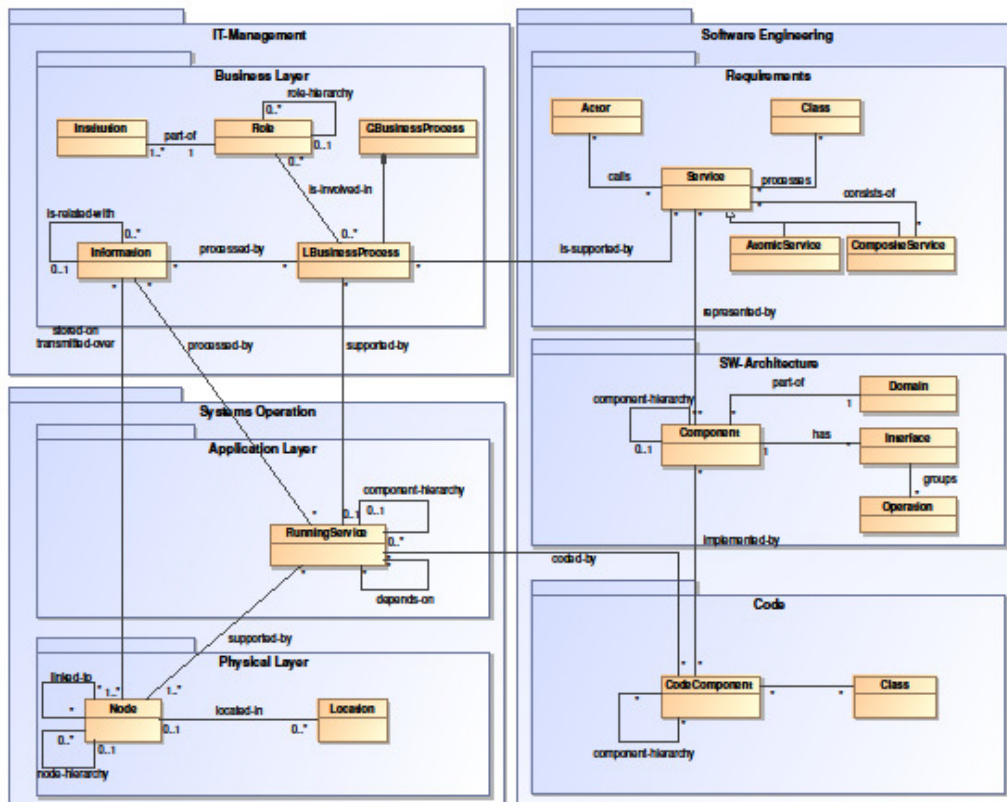 IT-Management
Business Layer
role-hierarchy
0..*
Institution
part-of
Role
GBusinessProcess
1..*
1
0..1
0..*
is-involved-in
is-related-with
0..*
0..*
Information
processed-by
LBusinessProcess
0..1
*
*
*
*
*
*
stored-on
transmitted-over
processed-by
supported-by
Software Engineering
Requirements
Actor
Class
*
*
calls
Service
processes
consists-of
*
*
*
*
*
*
AtomicService
CompositeService
is-supported-by
represented-by
SW-Architecture
part-of
Domain
component-hierarchy
**
*
1
Component
has
Interface
0..1
1
*
groups
*
*
Operation
implemented-by
Systems Operation
Application Layer
component-hierarchy
*
0..1
0..1
RunningService
0..*
*
*
*
*
coded-by
depends-on
supported-by
Physical Layer
linked-to
*
1..*
1..*
*
Node
located-in
Location
0..*
0..1
0..1
0..*
node-hierarchy
Code
*
*
CodeComponent
Class
*
*
*
component-hierarchy